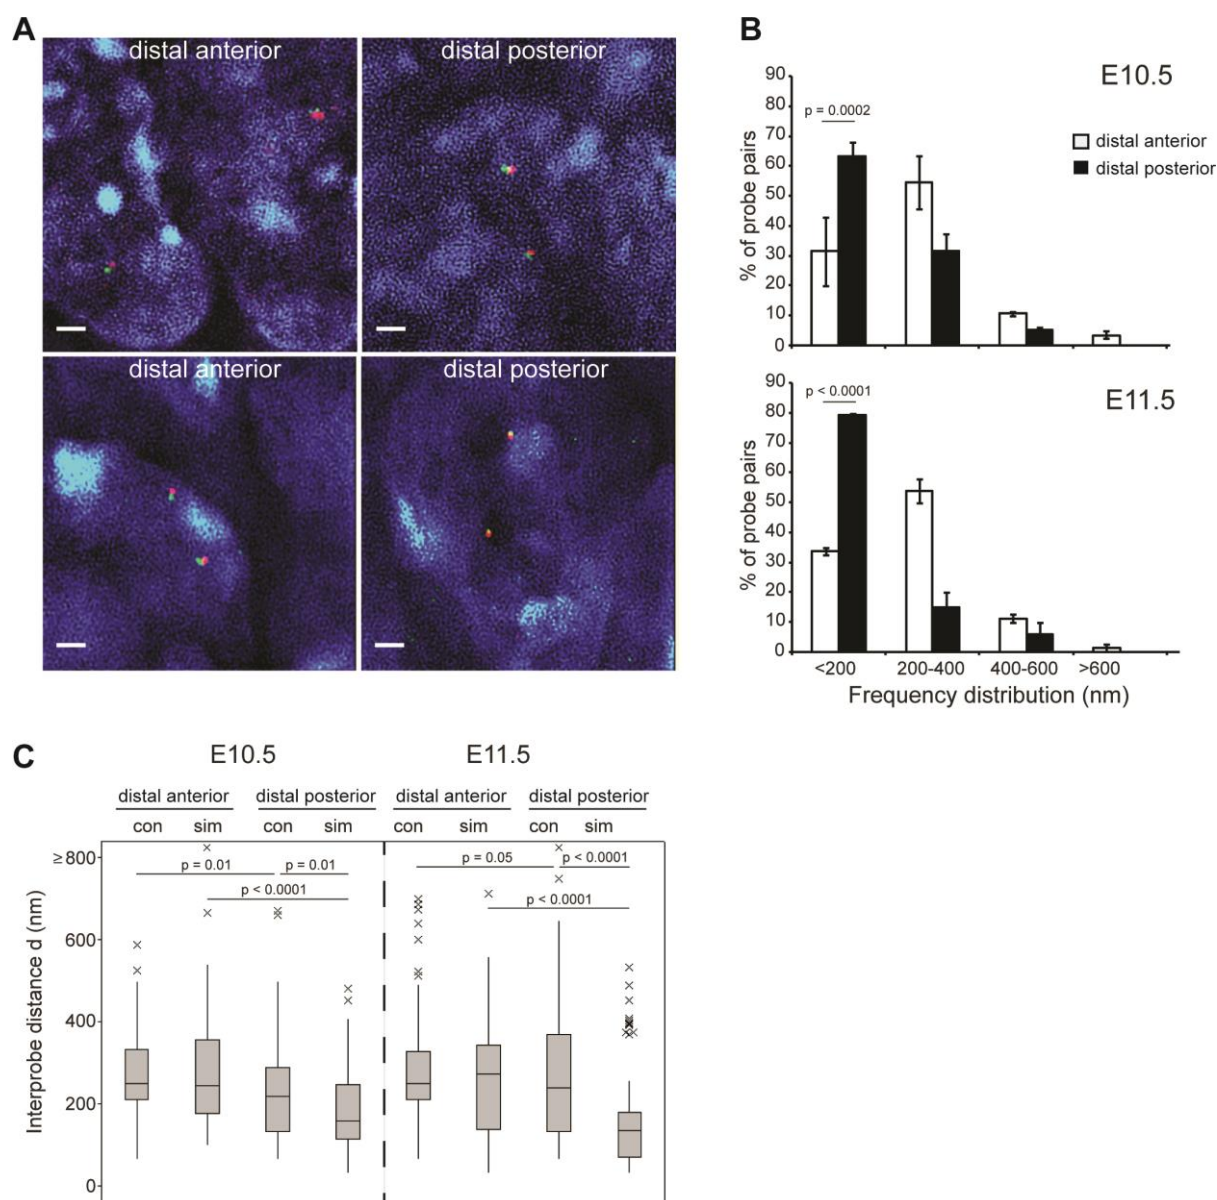 A
distal anterior
distal posterior
distal anterior
distal posterior
B
E10.5
90
80
70
60
50
40
30
20
10
0
% of probe pairs
p = 0.0002
distal anterior
distal posterior
E11.5
90
80
70
60
50
40
30
20
10
0
% of probe pairs
p < 0.0001
<200 200-400 400-600 >600
Frequency distribution (nm)
C
E10.5 E11.5
distal anterior distal posterior distal anterior distal posterior
con sim con sim con sim con sim
≥800
600
400
200
0
Interprobe distance d (nm)
p = 0.01 p = 0.01 p = 0.05 p < 0.0001
p < 0.0001 p < 0.0001